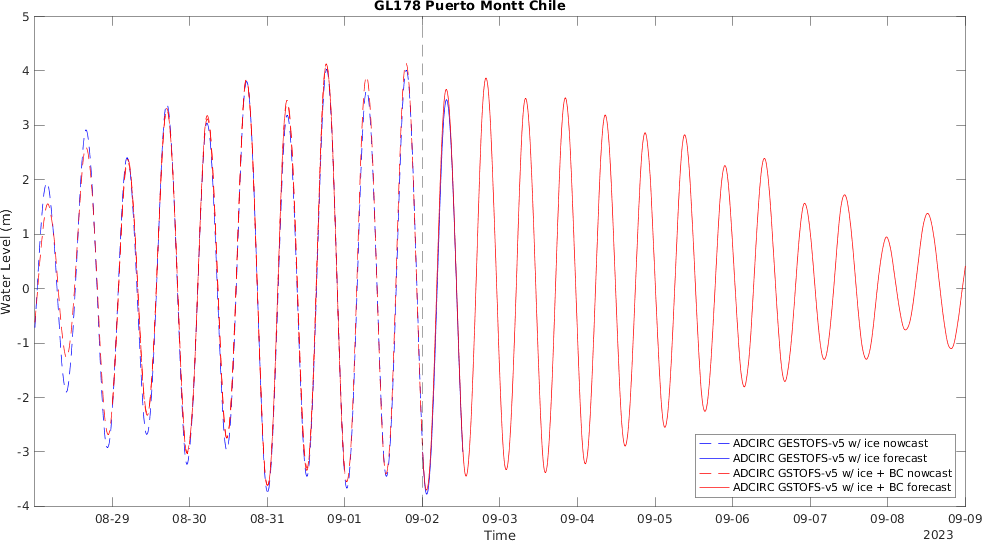 GL178 Puerto Montt Chile
5
4
3
2
1
0
-1
-2
-3
-4
Water Level (m)
ADCIRC GESTOFS-v5 w/ ice nowcast
ADCIRC GESTOFS-v5 w/ ice forecast
ADCIRC GSTOFS-v5 w/ ice + BC nowcast
ADCIRC GSTOFS-v5 w/ ice + BC forecast
08-29 08-30 08-31 09-01 09-02 09-03 09-04 09-05 09-06 09-07 09-08 09-09
Time
2023